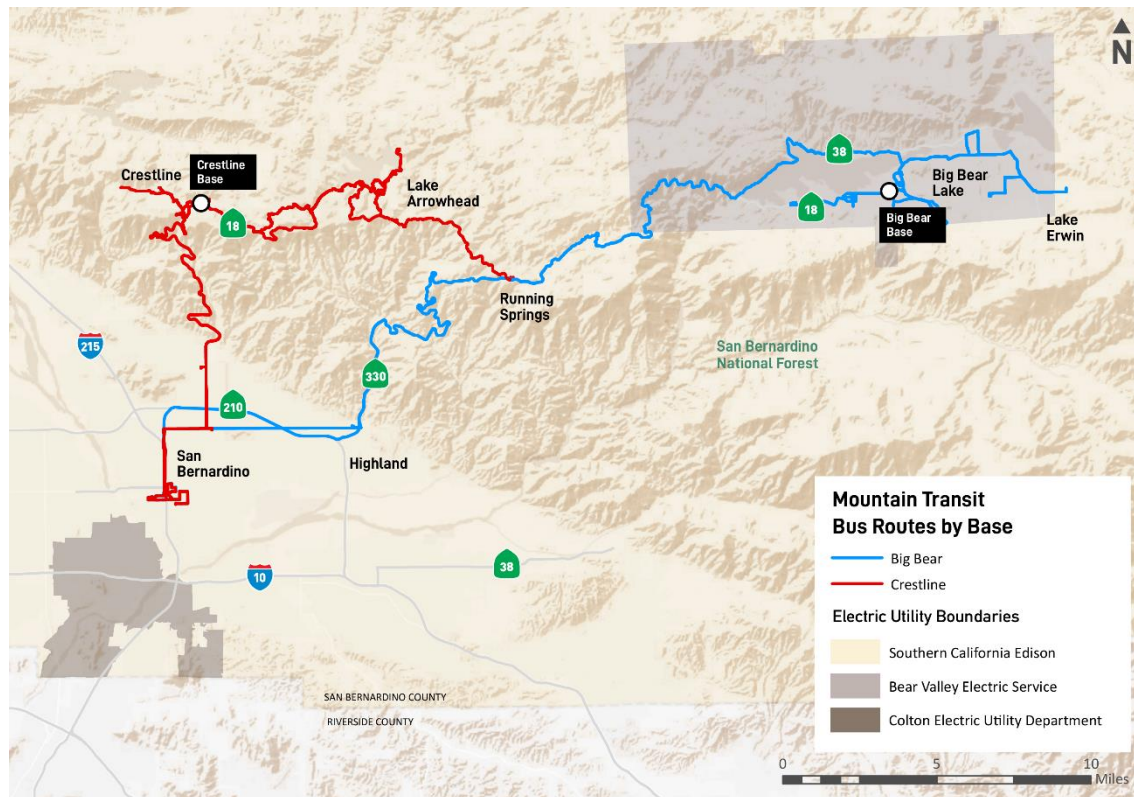 N
Crestline
Crestline
Base
Lake
Arrowhead
18
38
18
Big Bear
Lake
Big Bear
Base
Lake
Erwin
Running
Springs
215
330
San Bernardino
National Forest
210
San
Bernardino
Highland
10
38
SAN BERNARDINO COUNTY
RIVERSIDE COUNTY
Mountain Transit
Bus Routes by Base
Big Bear
Crestline
Electric Utility Boundaries
Southern California Edison
Bear Valley Electric Service
Colton Electric Utility Department
0 5 10
Miles